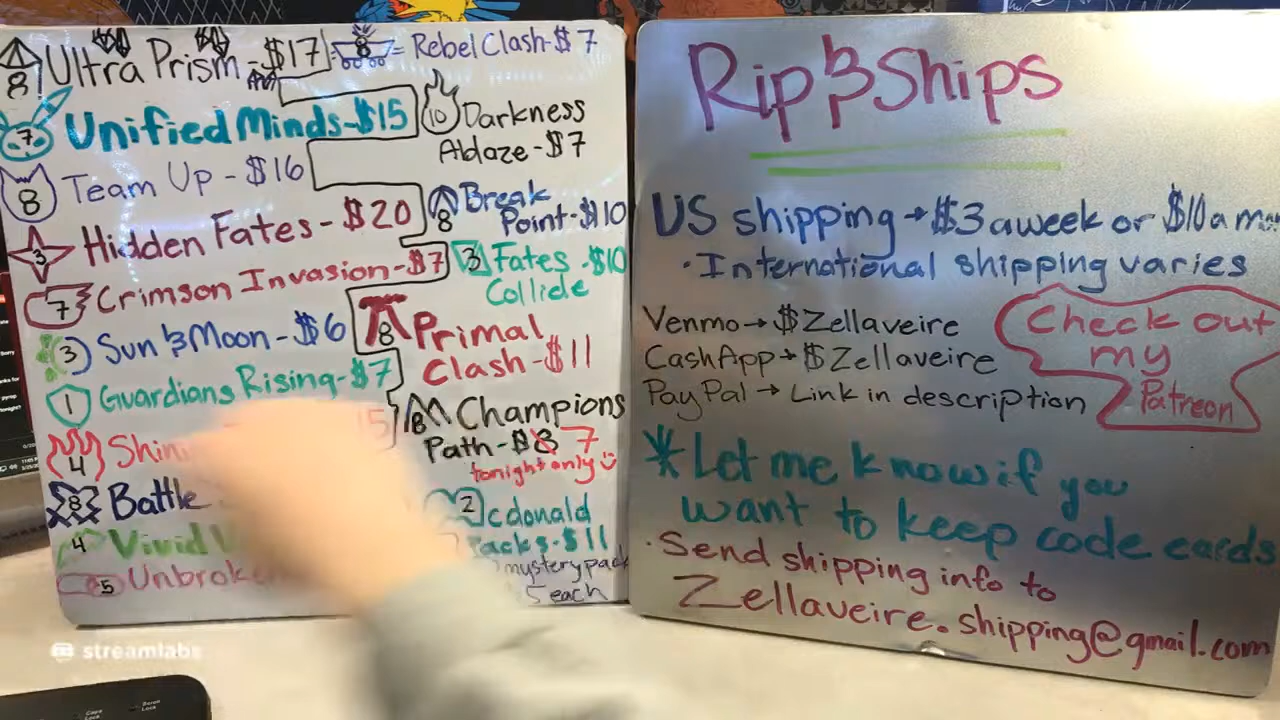 8 Ultra Prism - $17
7 Unified Minds - $15
8 Team Up - $16
3 Hidden Fates - $20
7 Crimson Invasion - $7
3 Sun & Moon - $6
1 Guardians Rising - $7
4
8 Battle
4 Vivid
5
8 = Rebel Clash - $7
10 Darkness
Ablaze - $7
8 Break
Point - $10
3 Fates - $10
Collide
8 Primal
Clash - $11
8 Champions
Path - $8 7
tonight only
2 cdonald
Packs - $11
mystery pack
5 each
Rip & Ships
US shipping → $3 a week or $10 a
• International shipping varies
Venmo → $Zellaveire
CashApp → $Zellaveire
PayPal → Link in description
Check out
my
Patreon
* Let me know if you
want to keep code cards
• Send shipping info to
Zellaveire.shipping@gmail.com
streamlabs
Caps Lock
Scroll Lock